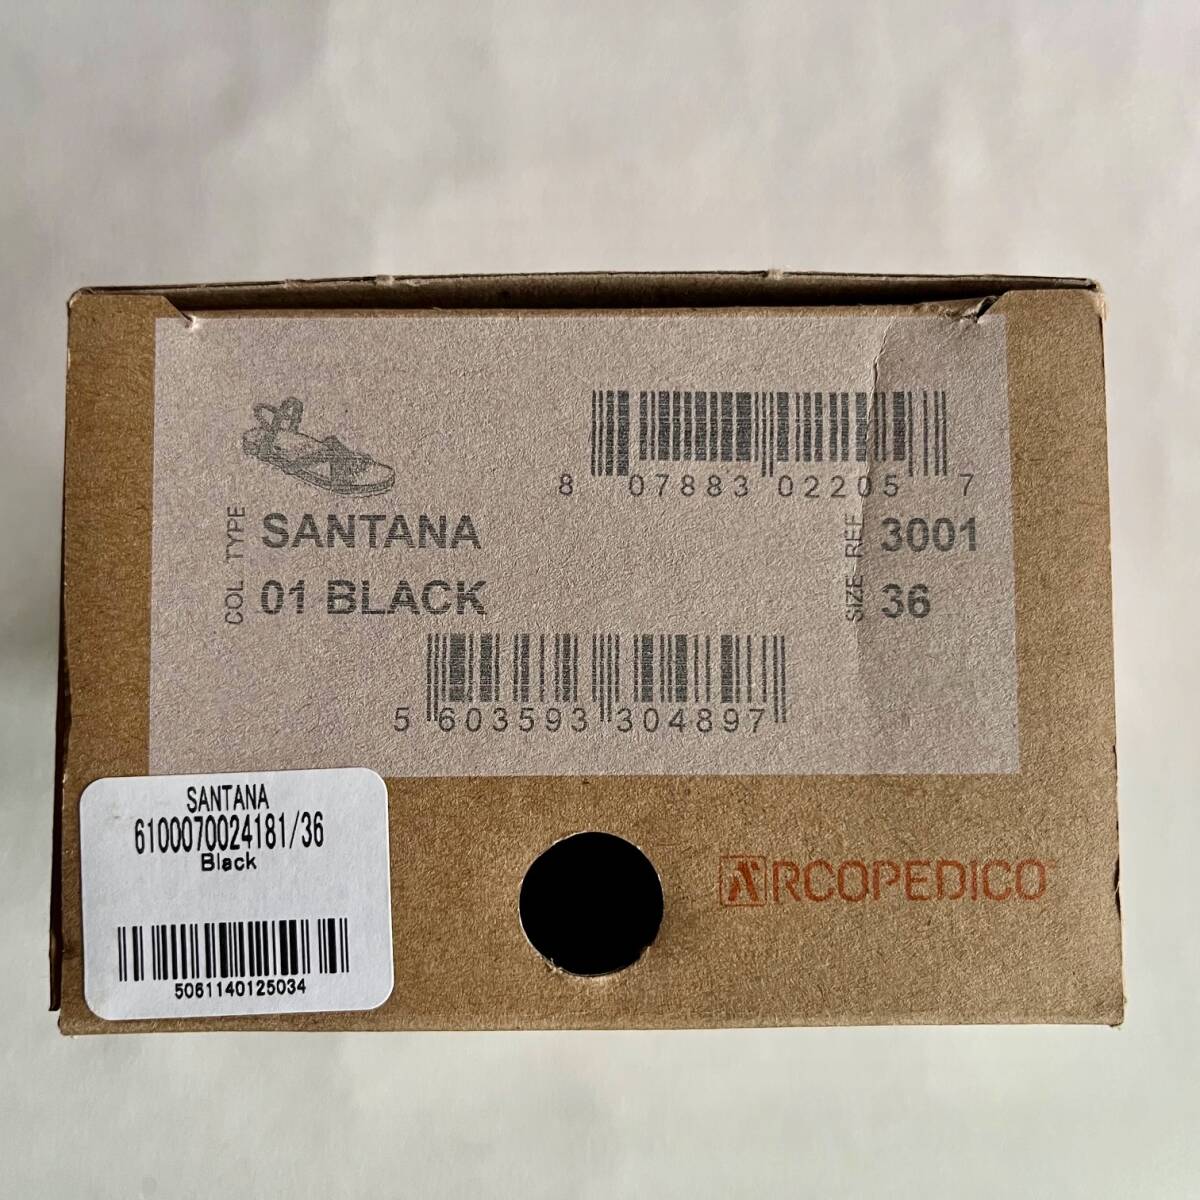 8 07883 02205 7
TYPE SANTANA
REF 3001
COL 01 BLACK
SIZE 36
5 603593 304897
SANTANA
6100070024181/36
Black
5061140125034
ARCOPEDICO